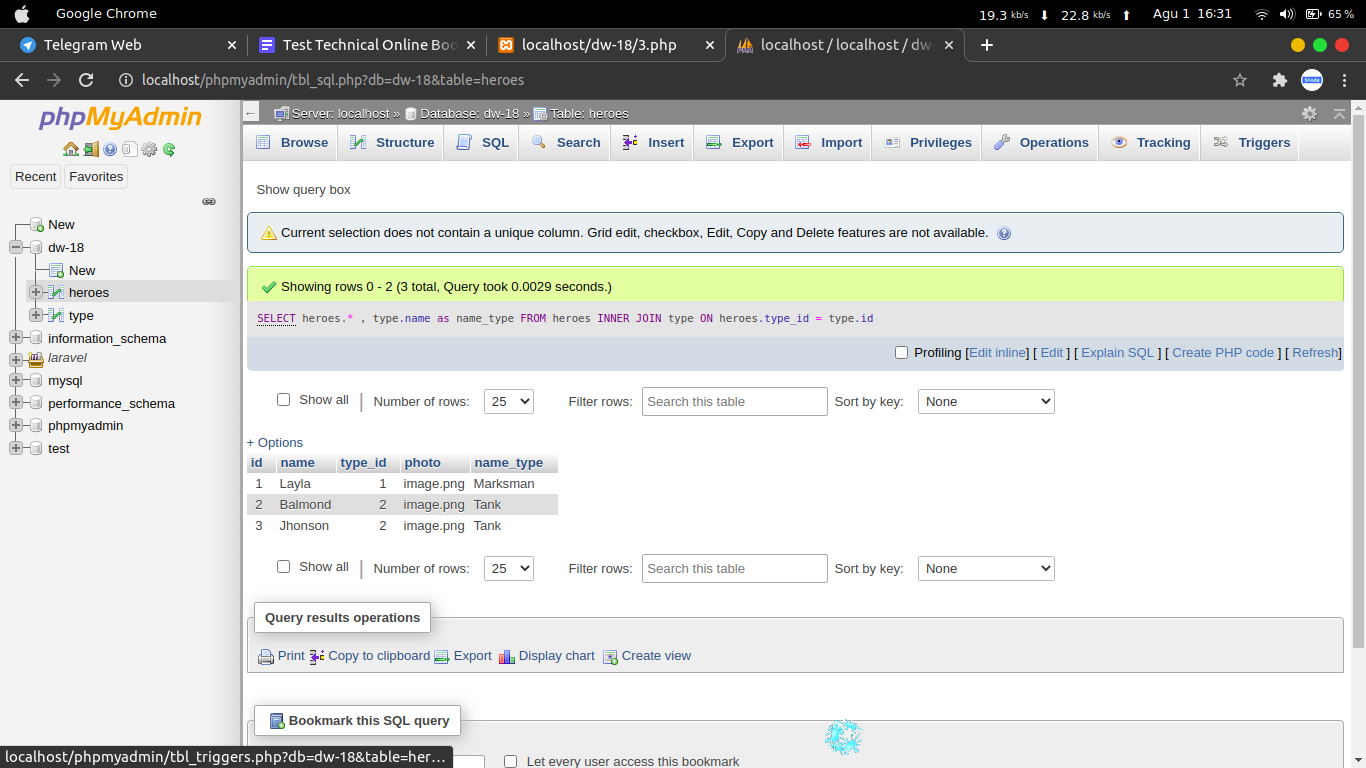 Google Chrome
19.3 kb/s ⬇ 22.8 kb/s ⬆ Agu 1 16:31 65 %
Telegram Web
Test Technical Online Boo
localhost/dw-18/3.php
localhost / localhost / dw-
localhost/phpmyadmin/tbl_sql.php?db=dw-18&table=heroes
phpMyAdmin
Recent Favorites
New
dw-18
New
heroes
type
information_schema
laravel
mysql
performance_schema
phpmyadmin
test
Server: localhost » Database: dw-18 » Table: heroes
Browse Structure SQL Search Insert Export Import Privileges Operations Tracking Triggers
Show query box
Current selection does not contain a unique column. Grid edit, checkbox, Edit, Copy and Delete features are not available.
Showing rows 0 - 2 (3 total, Query took 0.0029 seconds.)
SELECT heroes.* , type.name as name_type FROM heroes INNER JOIN type ON heroes.type_id = type.id
Profiling [Edit inline] [ Edit ] [ Explain SQL ] [ Create PHP code ] [ Refresh]
Show all | Number of rows: 25 Filter rows: Search this table Sort by key: None
+ Options
id name type_id photo name_type
1 Layla 1 image.png Marksman
2 Balmond 2 image.png Tank
3 Jhonson 2 image.png Tank
Show all | Number of rows: 25 Filter rows: Search this table Sort by key: None
Query results operations
Print Copy to clipboard Export Display chart Create view
Bookmark this SQL query
localhost/phpmyadmin/tbl_triggers.php?db=dw-18&table=her…
Let every user access this bookmark